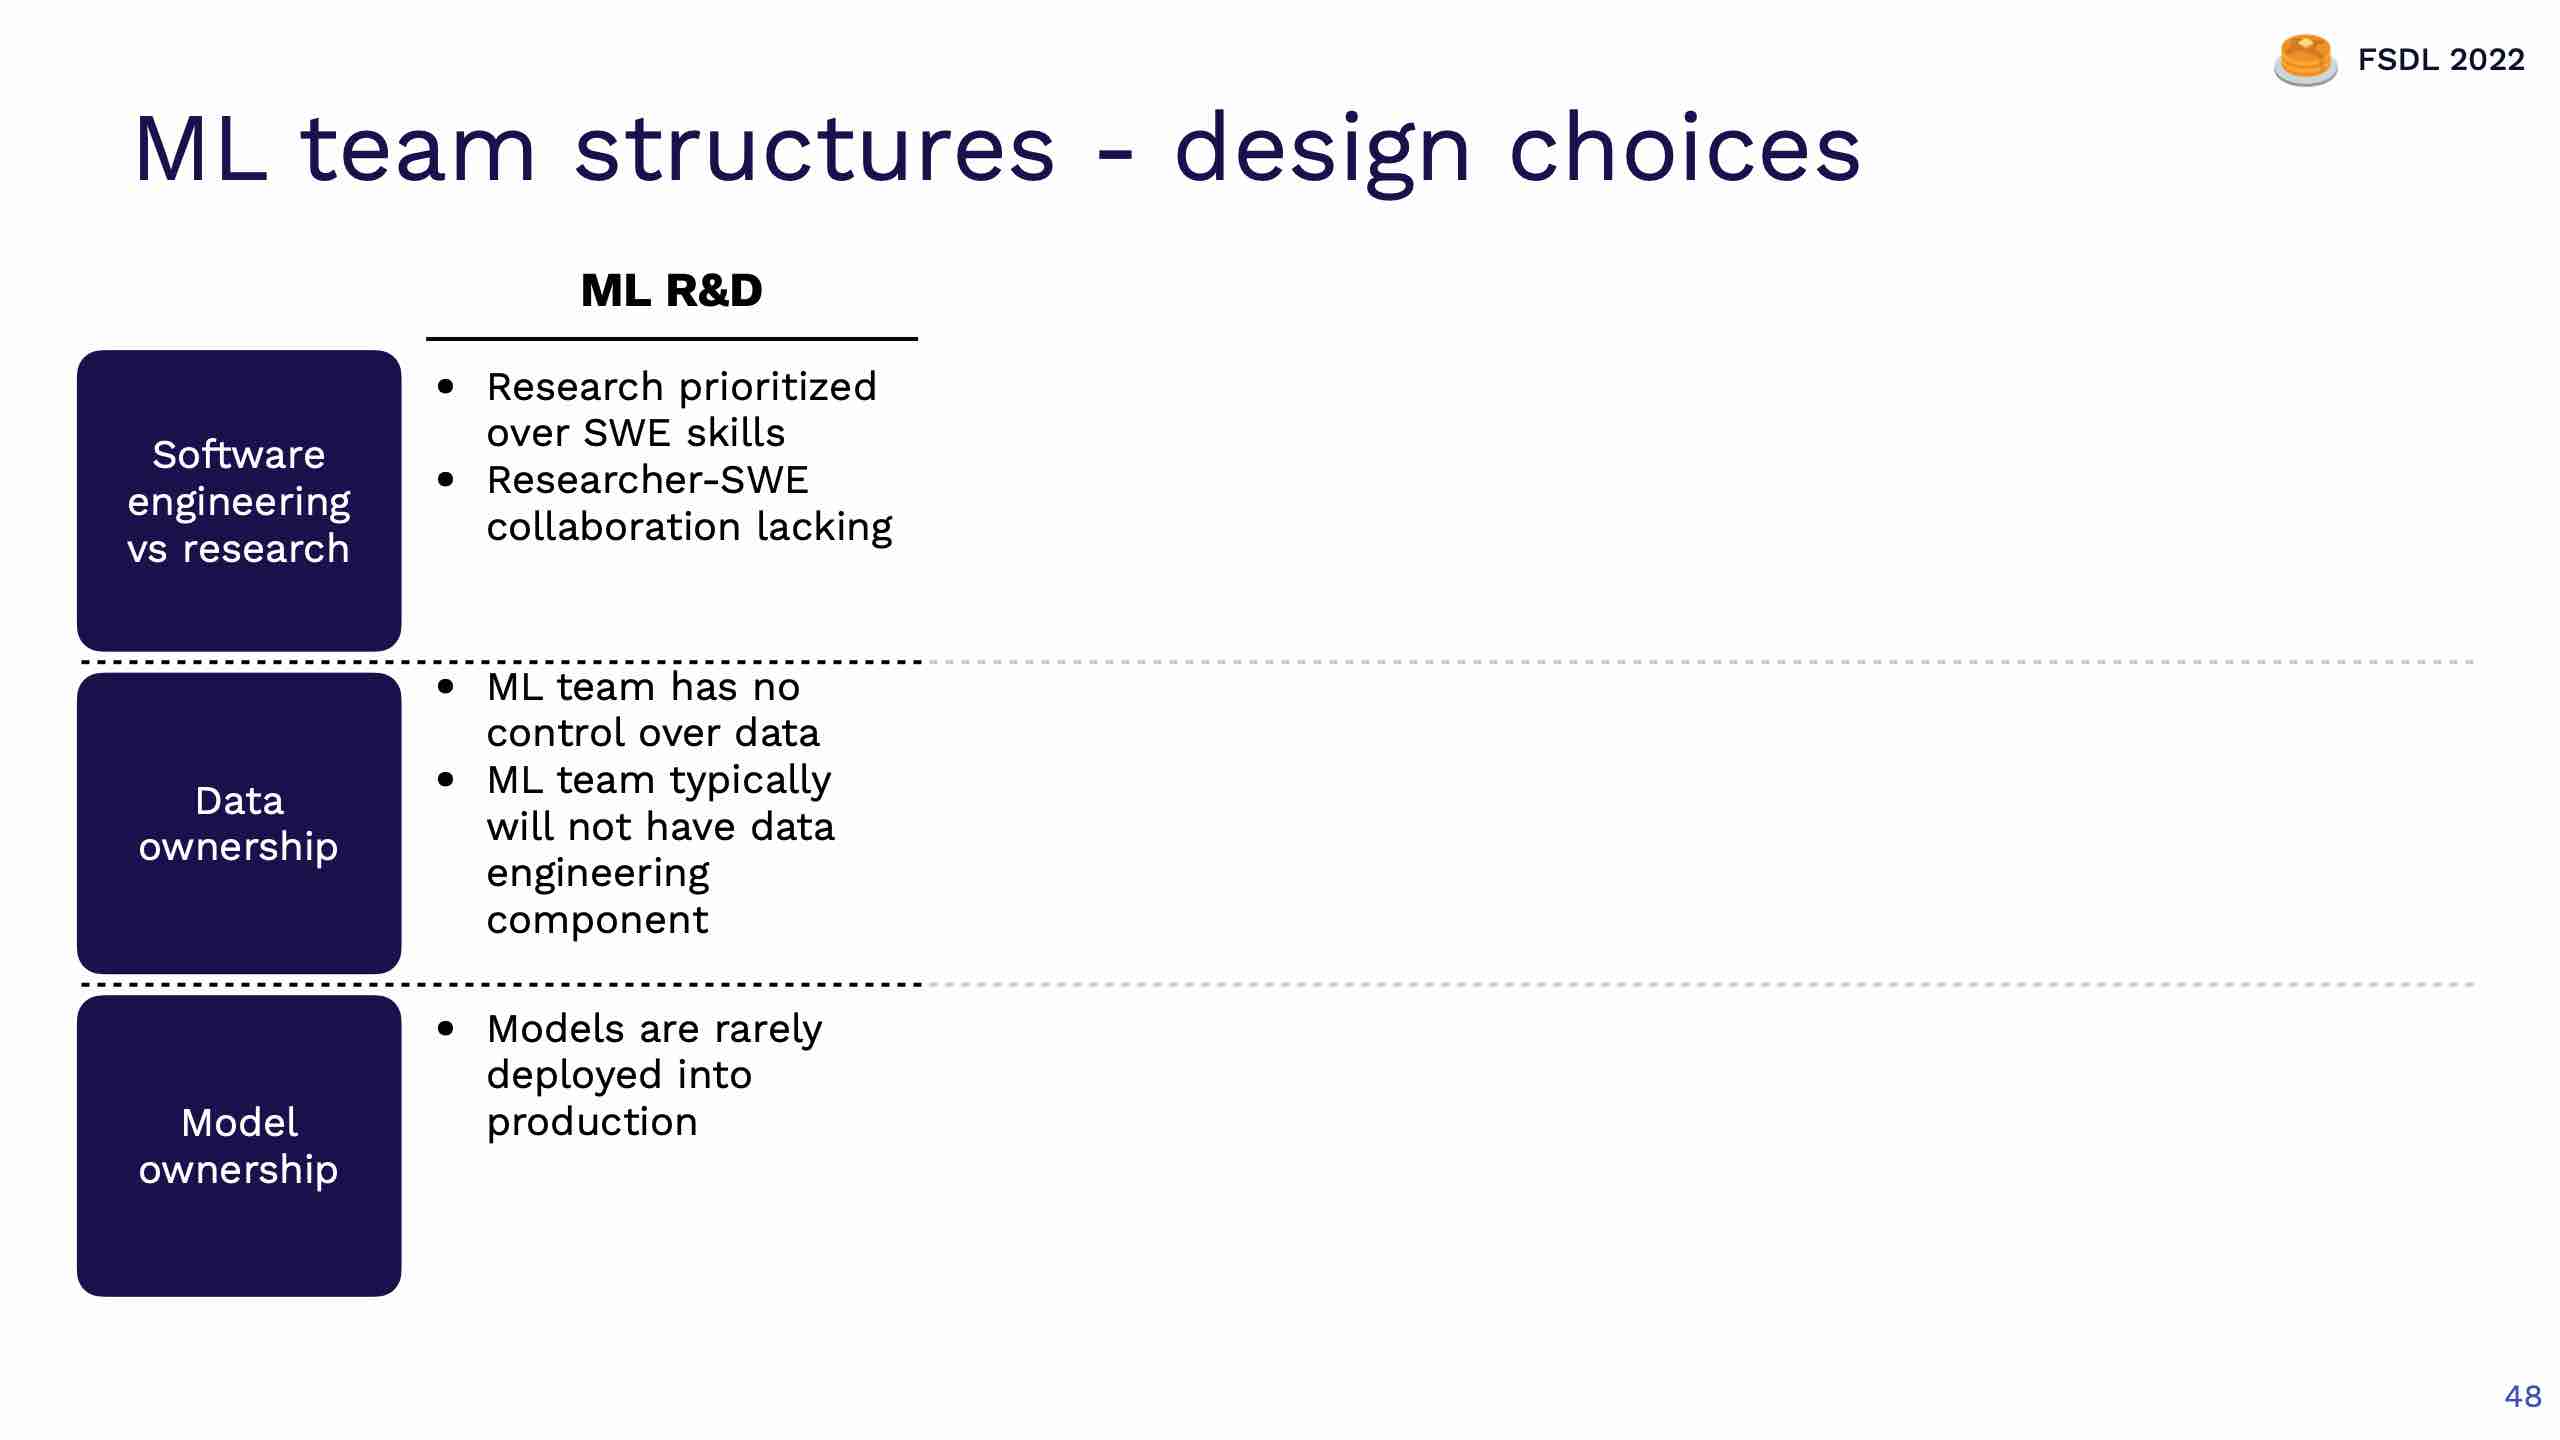 FSDL 2022
ML team structures - design choices
ML R&D
Software
engineering
vs research
• Research prioritized
over SWE skills
• Researcher-SWE
collaboration lacking
Data
ownership
• ML team has no
control over data
• ML team typically
will not have data
engineering
component
Model
ownership
• Models are rarely
deployed into
production
48